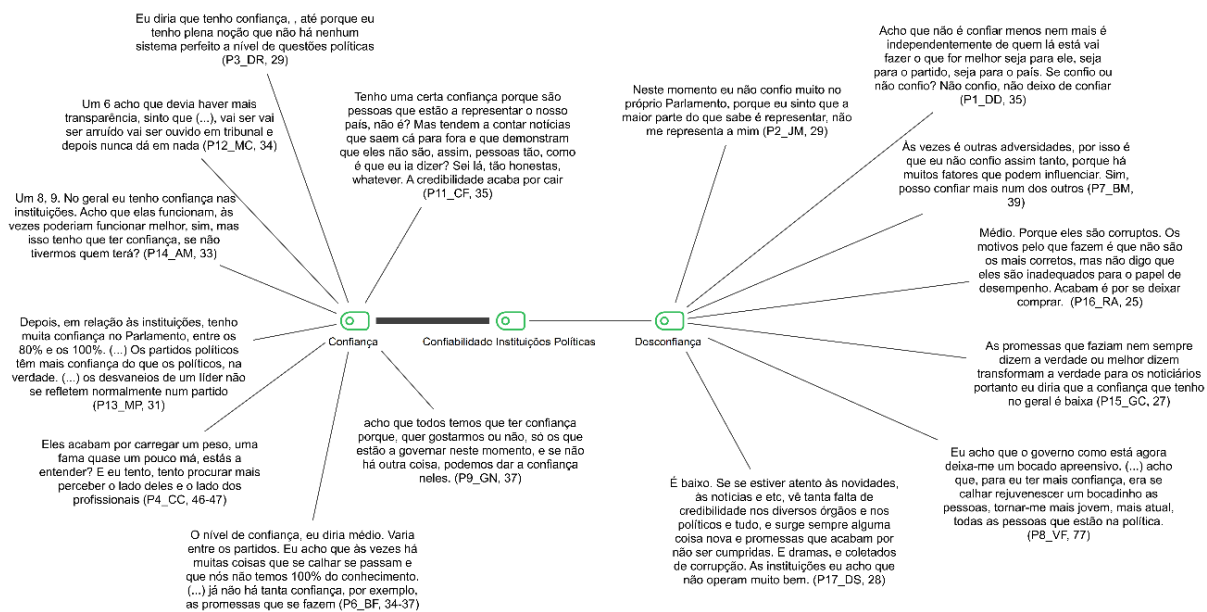 Eu diria que tenho confiança, , até porque eu
tenho plena noção que não há nenhum
sistema perfeito a nível de questões políticas
(P3_DR, 29)
Um 6 acho que devia haver mais
transparência, sinto que (...), vai ser vai
ser arruído vai ser ouvido em tribunal e
depois nunca dá em nada (P12_MC, 34)
Tenho uma certa confiança porque são
pessoas que estão a representar o nosso
país, não é? Mas tendem a contar notícias
que saem cá para fora e que demonstram
que eles não são, assim, pessoas tão, como
é que eu ia dizer? Sei lá, tão honestas,
whatever. A credibilidade acaba por cair
(P11_CF, 35)
Um 8, 9. No geral eu tenho confiança nas
instituições. Acho que elas funcionam, às
vezes poderiam funcionar melhor, sim, mas
isso tenho que ter confiança, se não
tivermos quem terá? (P14_AM, 33)
Depois, em relação às instituições, tenho
muita confiança no Parlamento, entre os
80% e os 100%. (...) Os partidos políticos
têm mais confiança do que os políticos, na
verdade. (...) os desvaneios de um líder não
se refletem normalmente num partido
(P13_MP, 31)
Eles acabam por carregar um peso, uma
fama quase um pouco má, estás a
entender? E eu tento, tento procurar mais
perceber o lado deles e o lado dos
profissionais (P4_CC, 46-47)
O nível de confiança, eu diria médio. Varia
entre os partidos. Eu acho que às vezes há
muitas coisas que se calhar se passam e
que nós não temos 100% do conhecimento.
(...) já não há tanta confiança, por exemplo,
as promessas que se fazem (P6_BF, 34-37)
acho que todos temos que ter confiança
porque, quer gostarmos ou não, só os que
estão a governar neste momento, e se não
há outra coisa, podemos dar a confiança
neles. (P9_GN, 37)
Confiança
Confiabilidado Instituições Políticas
Dosconfiança
Neste momento eu não confio muito no
próprio Parlamento, porque eu sinto que a
maior parte do que sabe é representar, não
me representa a mim (P2_JM, 29)
Acho que não é confiar menos nem mais é
independentemente de quem lá está vai
fazer o que for melhor seja para ele, seja
para o partido, seja para o país. Se confio ou
não confio? Não confio, não deixo de confiar
(P1_DD, 35)
Às vezes é outras adversidades, por isso é
que eu não confio assim tanto, porque há
muitos fatores que podem influenciar. Sim,
posso confiar mais num dos outros (P7_BM,
39)
Médio. Porque eles são corruptos. Os
motivos pelo que fazem é que não são
os mais corretos, mas não digo que
eles são inadequados para o papel de
desempenho. Acabam é por se deixar
comprar. (P16_RA, 25)
As promessas que faziam nem sempre
dizem a verdade ou melhor dizem
transformam a verdade para os noticiários
portanto eu diria que a confiança que tenho
no geral é baixa (P15_GC, 27)
Eu acho que o governo como está agora
deixa-me um bocado apreensivo. (...) acho
que, para eu ter mais confiança, era se
calhar rejuvenescer um bocadinho as
pessoas, tornar-me mais jovem, mais atual,
todas as pessoas que estão na política.
(P8_VF, 77)
É baixo. Se se estiver atento às novidades,
às notícias e etc, vê tanta falta de
credibilidade nos diversos órgãos e nos
políticos e tudo, e surge sempre alguma
coisa nova e promessas que acabam por
não ser cumpridas. E dramas, e coletados
de corrupção. As instituições eu acho que
não operam muito bem. (P17_DS, 28)